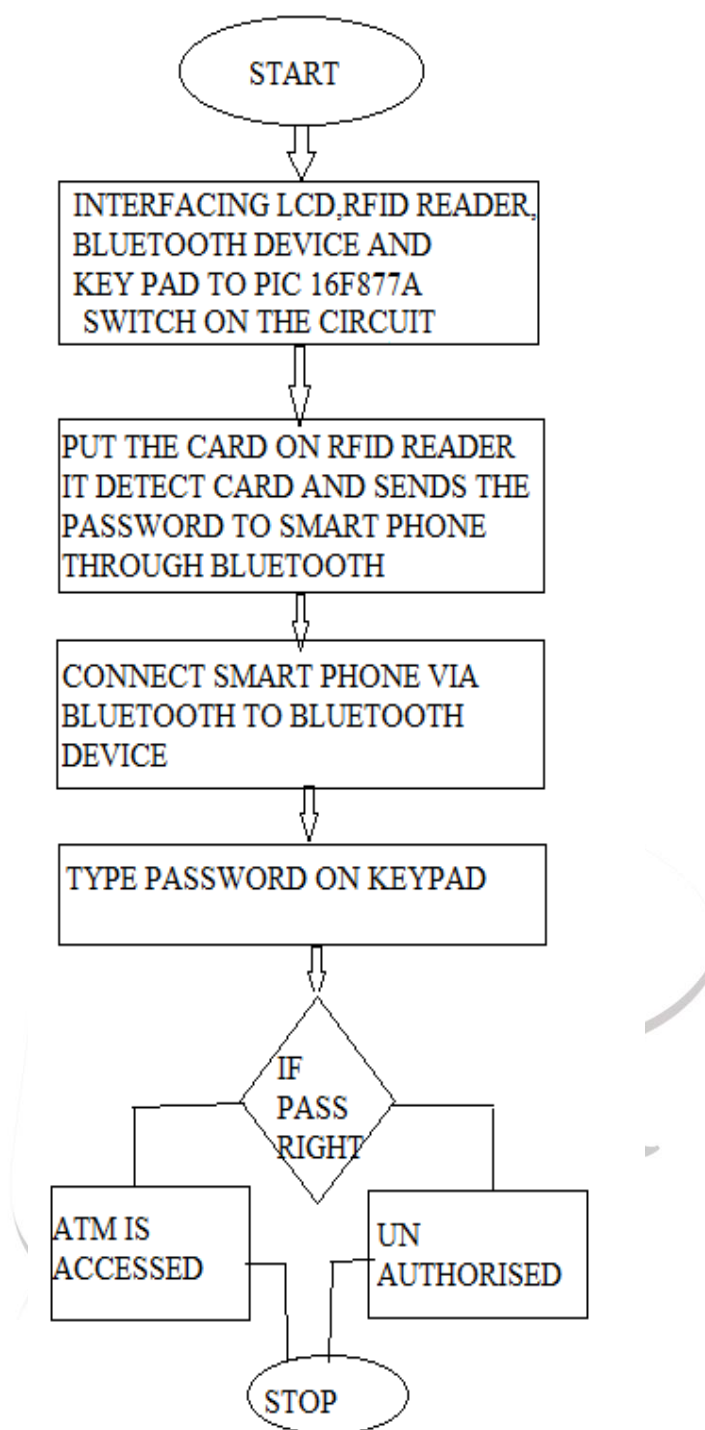 START
INTERFACING LCD,RFID READER,
BLUETOOTH DEVICE AND
KEY PAD TO PIC 16F877A
SWITCH ON THE CIRCUIT
PUT THE CARD ON RFID READER
IT DETECT CARD AND SENDS THE
PASSWORD TO SMART PHONE
THROUGH BLUETOOTH
CONNECT SMART PHONE VIA
BLUETOOTH TO BLUETOOTH
DEVICE
TYPE PASSWORD ON KEYPAD
IF
PASS
RIGHT
ATM IS
ACCESSED
UN
AUTHORISED
STOP